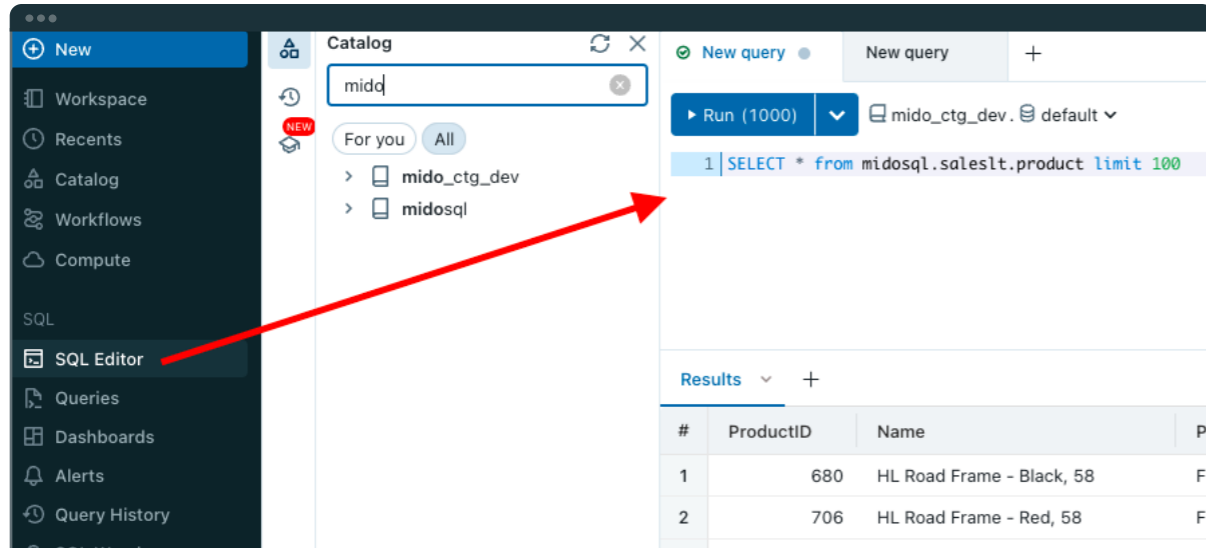 New
Workspace
Recents
Catalog
Workflows
Compute
SQL
SQL Editor
Queries
Dashboards
Alerts
Query History
NEW
Catalog
mido
For you
All
mido_ctg_dev
midosql
New query
New query
Run (1000)
mido_ctg_dev. default
1 SELECT * from midosql.saleslt.product limit 100
Results
# ProductID Name P
1 680 HL Road Frame - Black, 58 F
2 706 HL Road Frame - Red, 58 F